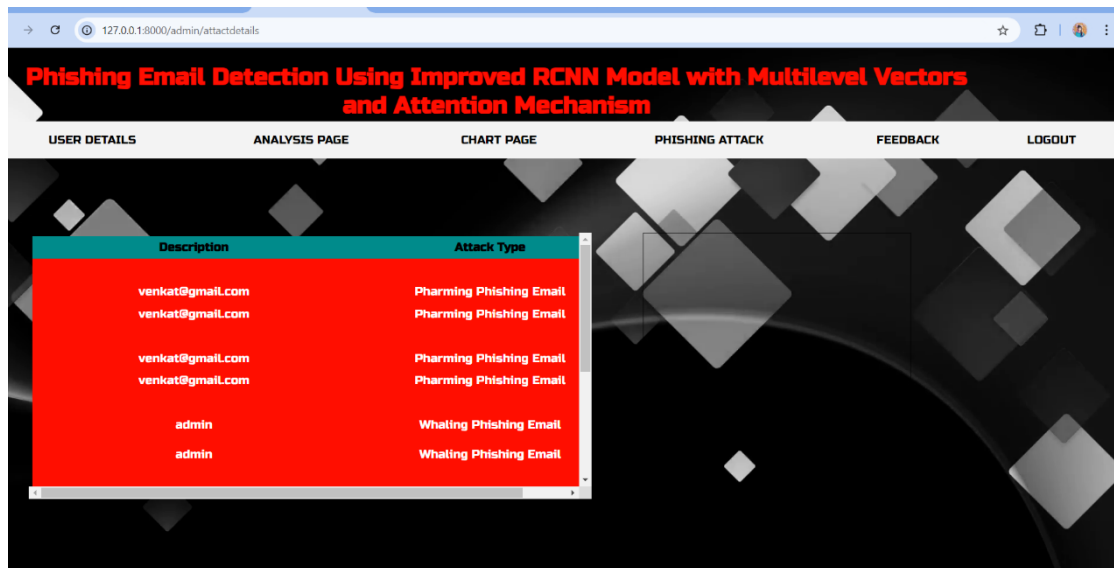 127.0.0.1:8000/admin/attactdetails
Phishing Email Detection Using Improved RCNN Model with Multilevel Vectors
and Attention Mechanism
USER DETAILS ANALYSIS PAGE CHART PAGE PHISHING ATTACK FEEDBACK LOGOUT
Description Attack Type
venkat@gmail.com Pharming Phishing Email
venkat@gmail.com Pharming Phishing Email
venkat@gmail.com Pharming Phishing Email
venkat@gmail.com Pharming Phishing Email
admin Whaling Phishing Email
admin Whaling Phishing Email